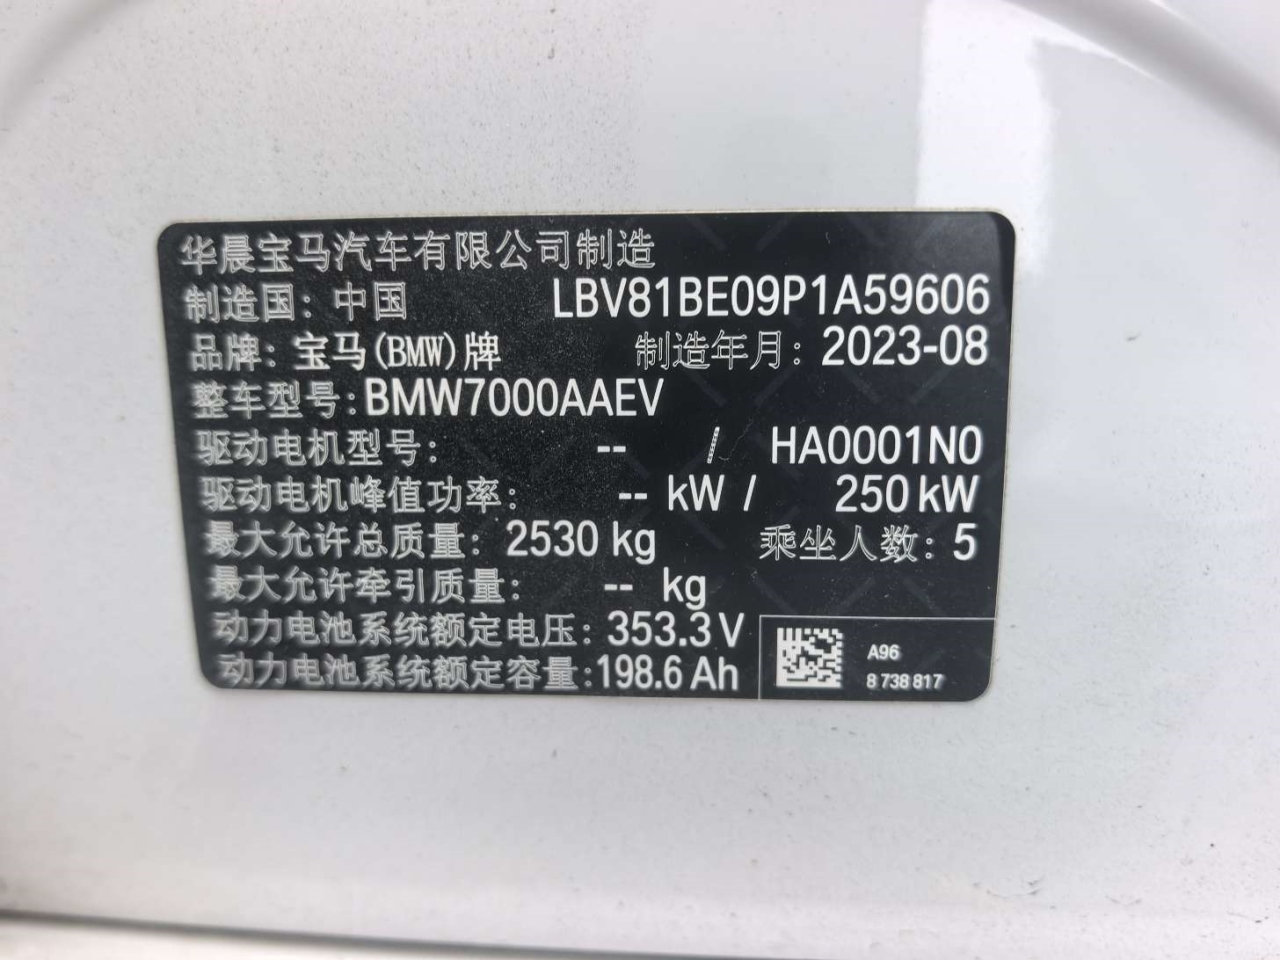 华晨宝马汽车有限公司制造
制造国: 中国 LBV81BE09P1A59606
品牌: 宝马(BMW)牌 制造年月: 2023-08
整车型号: BMW7000AAEV
驱动电机型号: -- / HA0001N0
驱动电机峰值功率: -- kW / 250 kW
最大允许总质量: 2530 kg 乘坐人数: 5
最大允许牵引质量: -- kg
动力电池系统额定电压: 353.3 V
动力电池系统额定容量: 198.6 Ah
A96
8 738 817